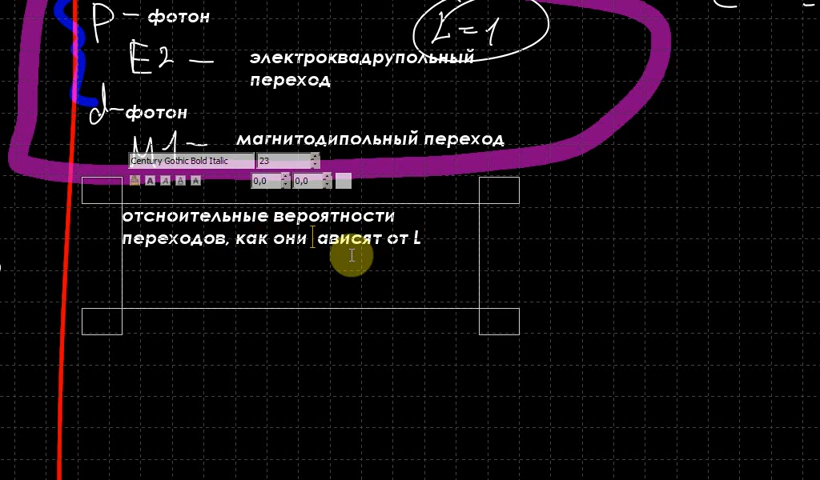 р — фотон
L = 1
E2 — электроквадрупольный
переход
d — фотон
M1 — магнитодипольный переход
Century Gothic Bold Italic 23
A A A A A 0,0 0,0
отсноительные вероятности
переходов, как они ависят от L